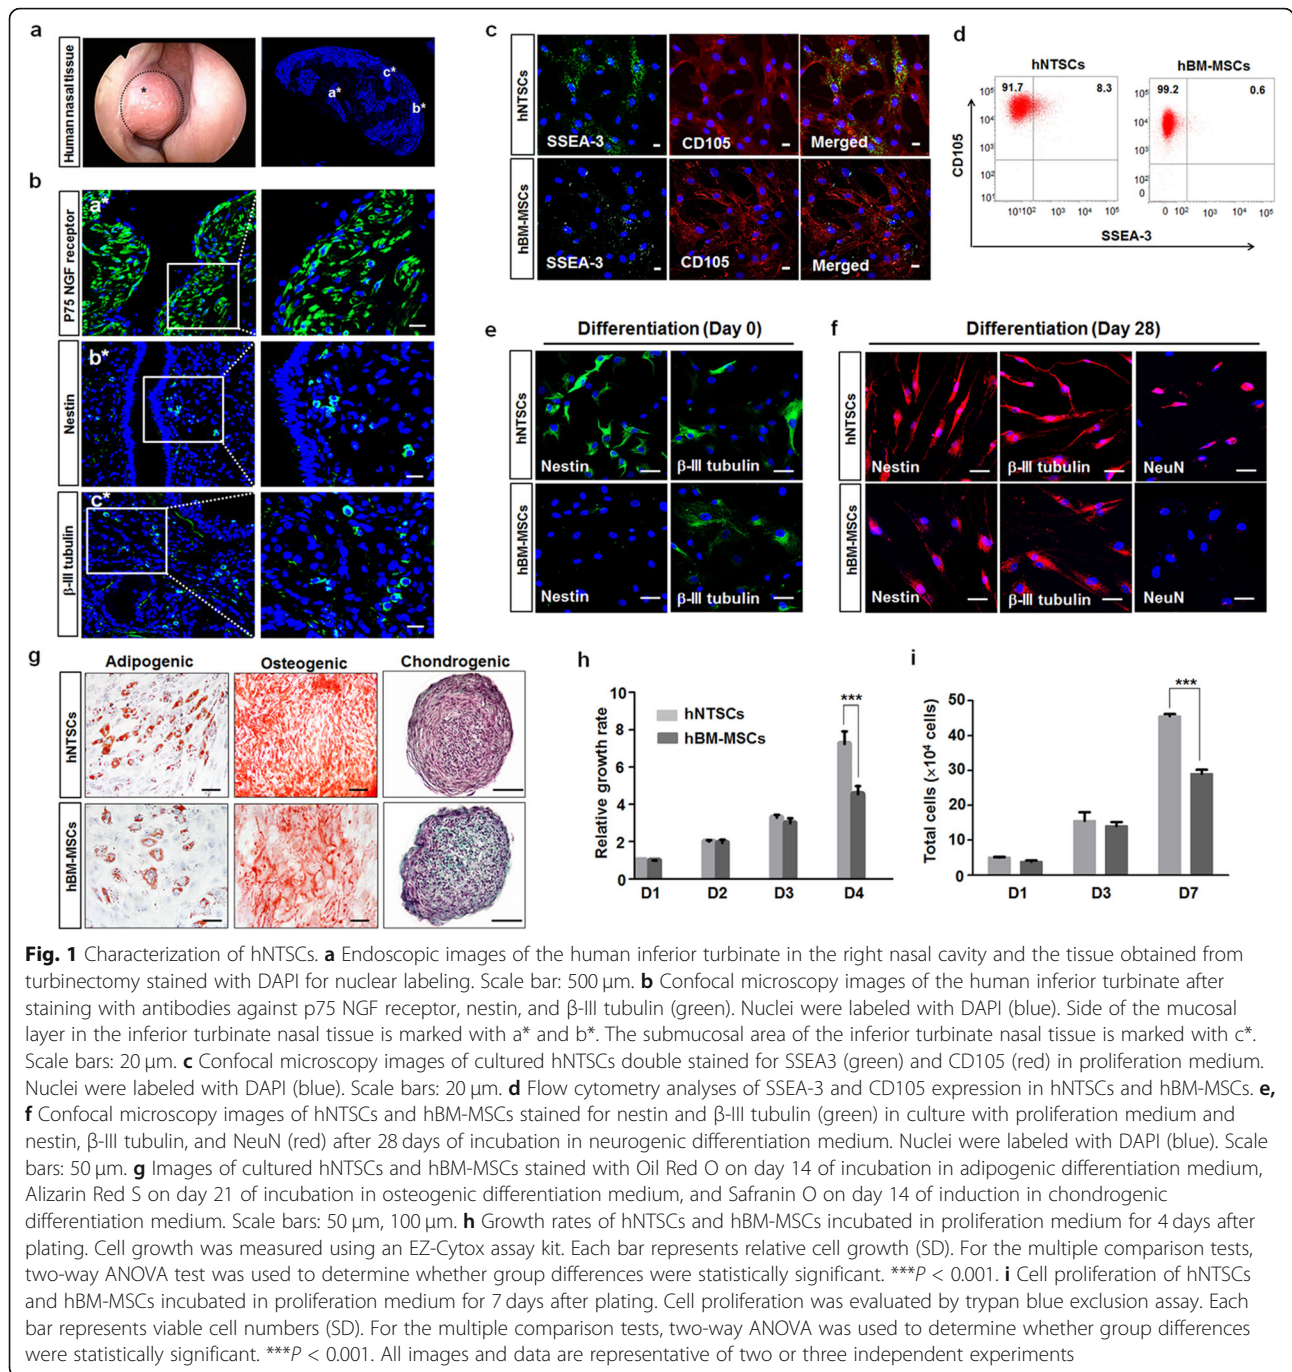 a
Human nasal tissue
*
a*
b*
c*
b
P75 NGF receptor
a*
Nestin
b*
β-III tubulin
c*
c
hNTSCs
SSEA-3
CD105
Merged
hBM-MSCs
SSEA-3
CD105
Merged
d
hNTSCs
hBM-MSCs
91.7
8.3
99.2
0.6
10⁵
10⁴
10³
10²
10¹
10¹10² 10³ 10⁴ 10⁵
10⁵
10⁴
10³
10²
0
0 10² 10³ 10⁴ 10⁵
CD105
SSEA-3
e
Differentiation (Day 0)
hNTSCs
Nestin
β-III tubulin
hBM-MSCs
Nestin
β-III tubulin
f
Differentiation (Day 28)
hNTSCs
Nestin
β-III tubulin
NeuN
hBM-MSCs
Nestin
β-III tubulin
NeuN
g
Adipogenic
Osteogenic
Chondrogenic
hNTSCs
hBM-MSCs
h
Relative growth rate
10
8
6
4
2
0
hNTSCs
hBM-MSCs
***
D1 D2 D3 D4
i
Total cells (×10⁴ cells)
50
40
30
20
10
0
***
D1 D3 D7
Fig. 1 Characterization of hNTSCs. a Endoscopic images of the human inferior turbinate in the right nasal cavity and the tissue obtained from
turbinectomy stained with DAPI for nuclear labeling. Scale bar: 500 μm. b Confocal microscopy images of the human inferior turbinate after
staining with antibodies against p75 NGF receptor, nestin, and β-III tubulin (green). Nuclei were labeled with DAPI (blue). Side of the mucosal
layer in the inferior turbinate nasal tissue is marked with a* and b*. The submucosal area of the inferior turbinate nasal tissue is marked with c*.
Scale bars: 20 μm. c Confocal microscopy images of cultured hNTSCs double stained for SSEA3 (green) and CD105 (red) in proliferation medium.
Nuclei were labeled with DAPI (blue). Scale bars: 20 μm. d Flow cytometry analyses of SSEA-3 and CD105 expression in hNTSCs and hBM-MSCs. e,
f Confocal microscopy images of hNTSCs and hBM-MSCs stained for nestin and β-III tubulin (green) in culture with proliferation medium and
nestin, β-III tubulin, and NeuN (red) after 28 days of incubation in neurogenic differentiation medium. Nuclei were labeled with DAPI (blue). Scale
bars: 50 μm. g Images of cultured hNTSCs and hBM-MSCs stained with Oil Red O on day 14 of incubation in adipogenic differentiation medium,
Alizarin Red S on day 21 of incubation in osteogenic differentiation medium, and Safranin O on day 14 of induction in chondrogenic
differentiation medium. Scale bars: 50 μm, 100 μm. h Growth rates of hNTSCs and hBM-MSCs incubated in proliferation medium for 4 days after
plating. Cell growth was measured using an EZ-Cytox assay kit. Each bar represents relative cell growth (SD). For the multiple comparison tests,
two-way ANOVA test was used to determine whether group differences were statistically significant. ***P < 0.001. i Cell proliferation of hNTSCs
and hBM-MSCs incubated in proliferation medium for 7 days after plating. Cell proliferation was evaluated by trypan blue exclusion assay. Each
bar represents viable cell numbers (SD). For the multiple comparison tests, two-way ANOVA was used to determine whether group differences
were statistically significant. ***P < 0.001. All images and data are representative of two or three independent experiments